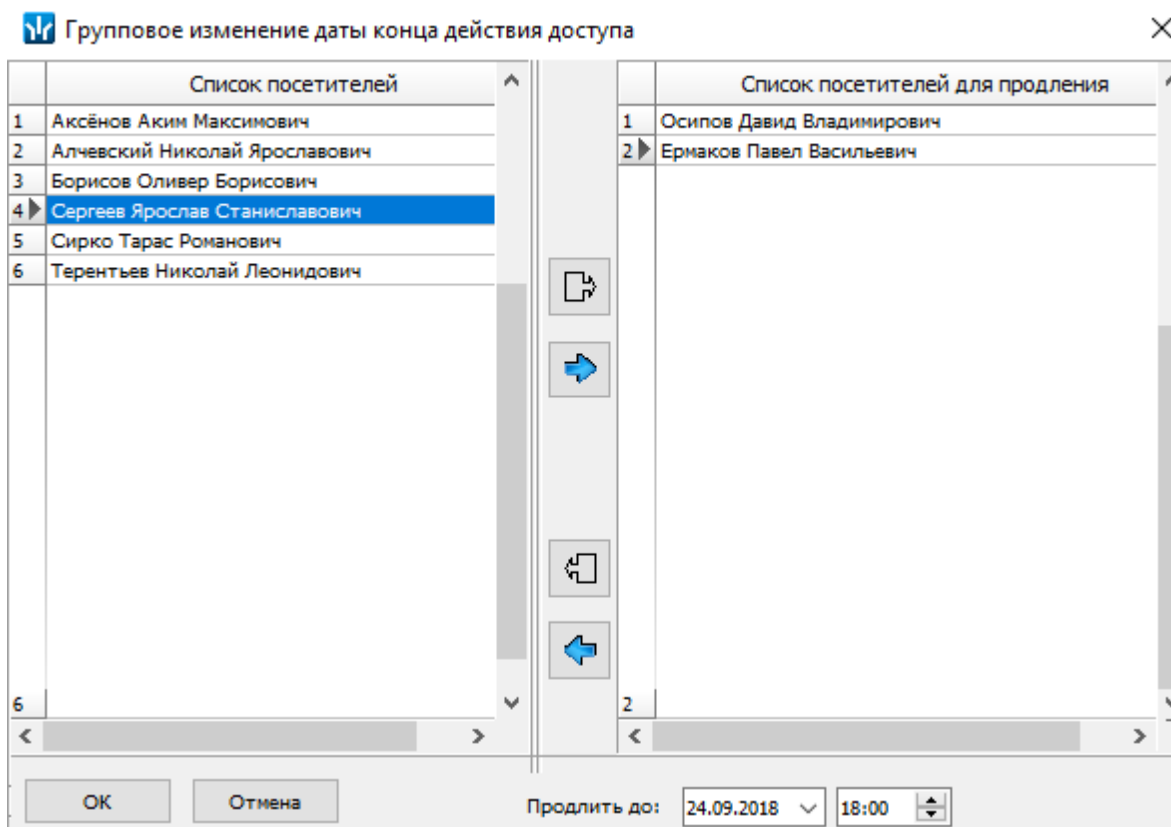 Групповое изменение даты конца действия доступа
Список посетителей
1 Аксёнов Аким Максимович
2 Алчевский Николай Ярославович
3 Борисов Оливер Борисович
4 Сергеев Ярослав Станиславович
5 Сирко Тарас Романович
6 Терентьев Николай Леонидович
6
Список посетителей для продления
1 Осипов Давид Владимирович
2 Ермаков Павел Васильевич
2
ОК Отмена Продлить до: 24.09.2018 18:00